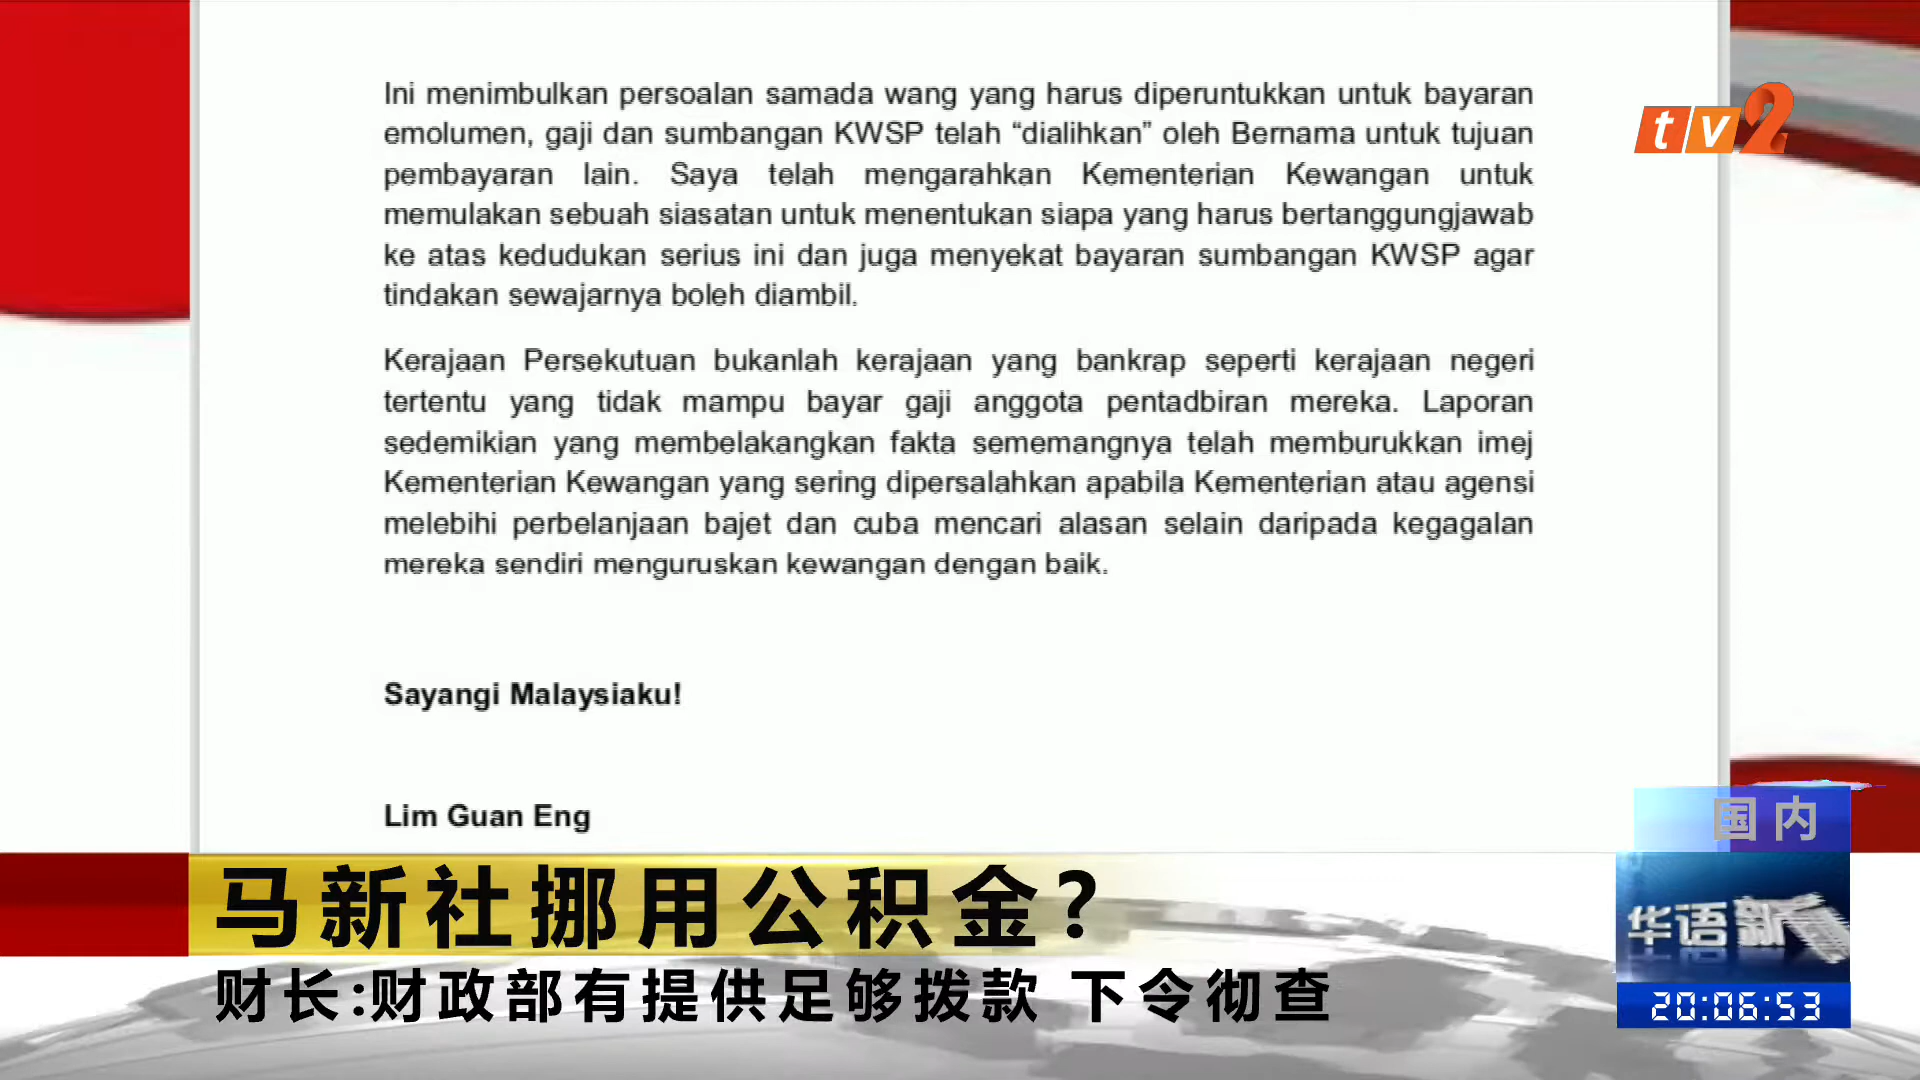 Ini menimbulkan persoalan samada wang yang harus diperuntukkan untuk bayaran
emolumen, gaji dan sumbangan KWSP telah “dialihkan” oleh Bernama untuk tujuan
pembayaran lain. Saya telah mengarahkan Kementerian Kewangan untuk
memulakan sebuah siasatan untuk menentukan siapa yang harus bertanggungjawab
ke atas kedudukan serius ini dan juga menyekat bayaran sumbangan KWSP agar
tindakan sewajarnya boleh diambil.
Kerajaan Persekutuan bukanlah kerajaan yang bankrap seperti kerajaan negeri
tertentu yang tidak mampu bayar gaji anggota pentadbiran mereka. Laporan
sedemikian yang membelakangkan fakta sememangnya telah memburukkan imej
Kementerian Kewangan yang sering dipersalahkan apabila Kementerian atau agensi
melebihi perbelanjaan bajet dan cuba mencari alasan selain daripada kegagalan
mereka sendiri menguruskan kewangan dengan baik.
Sayangi Malaysiaku!
Lim Guan Eng
tv2
国内
马新社挪用公积金?
财长:财政部有提供足够拨款 下令彻查
华语新
20:06:53